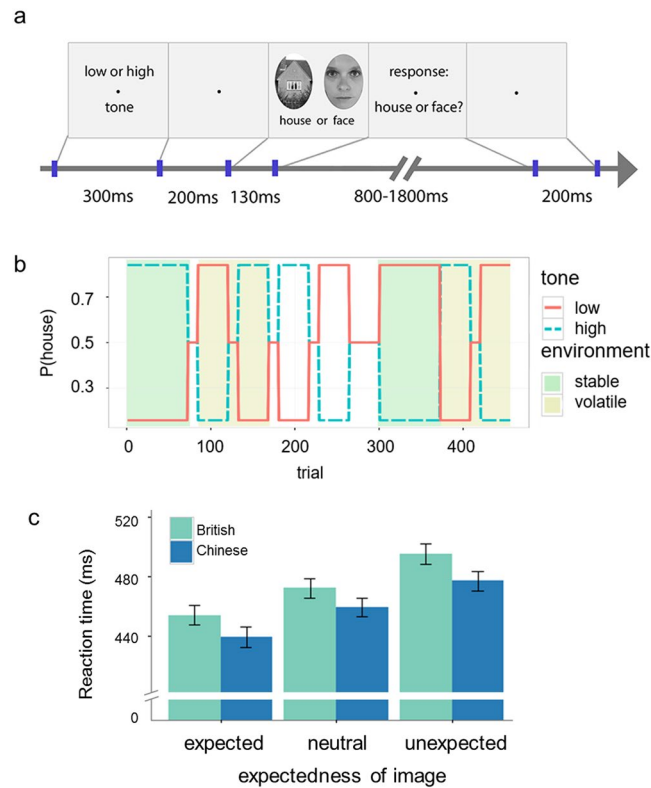 a
low or high
tone
house or face
response:
house or face?
300ms
200ms
130ms
800-1800ms
200ms
b
P(house)
0.7
0.5
0.3
0
100
200
300
400
trial
tone
low
high
environment
stable
volatile
c
Reaction time (ms)
520
480
440
0
British
Chinese
expected
neutral
unexpected
expectedness of image